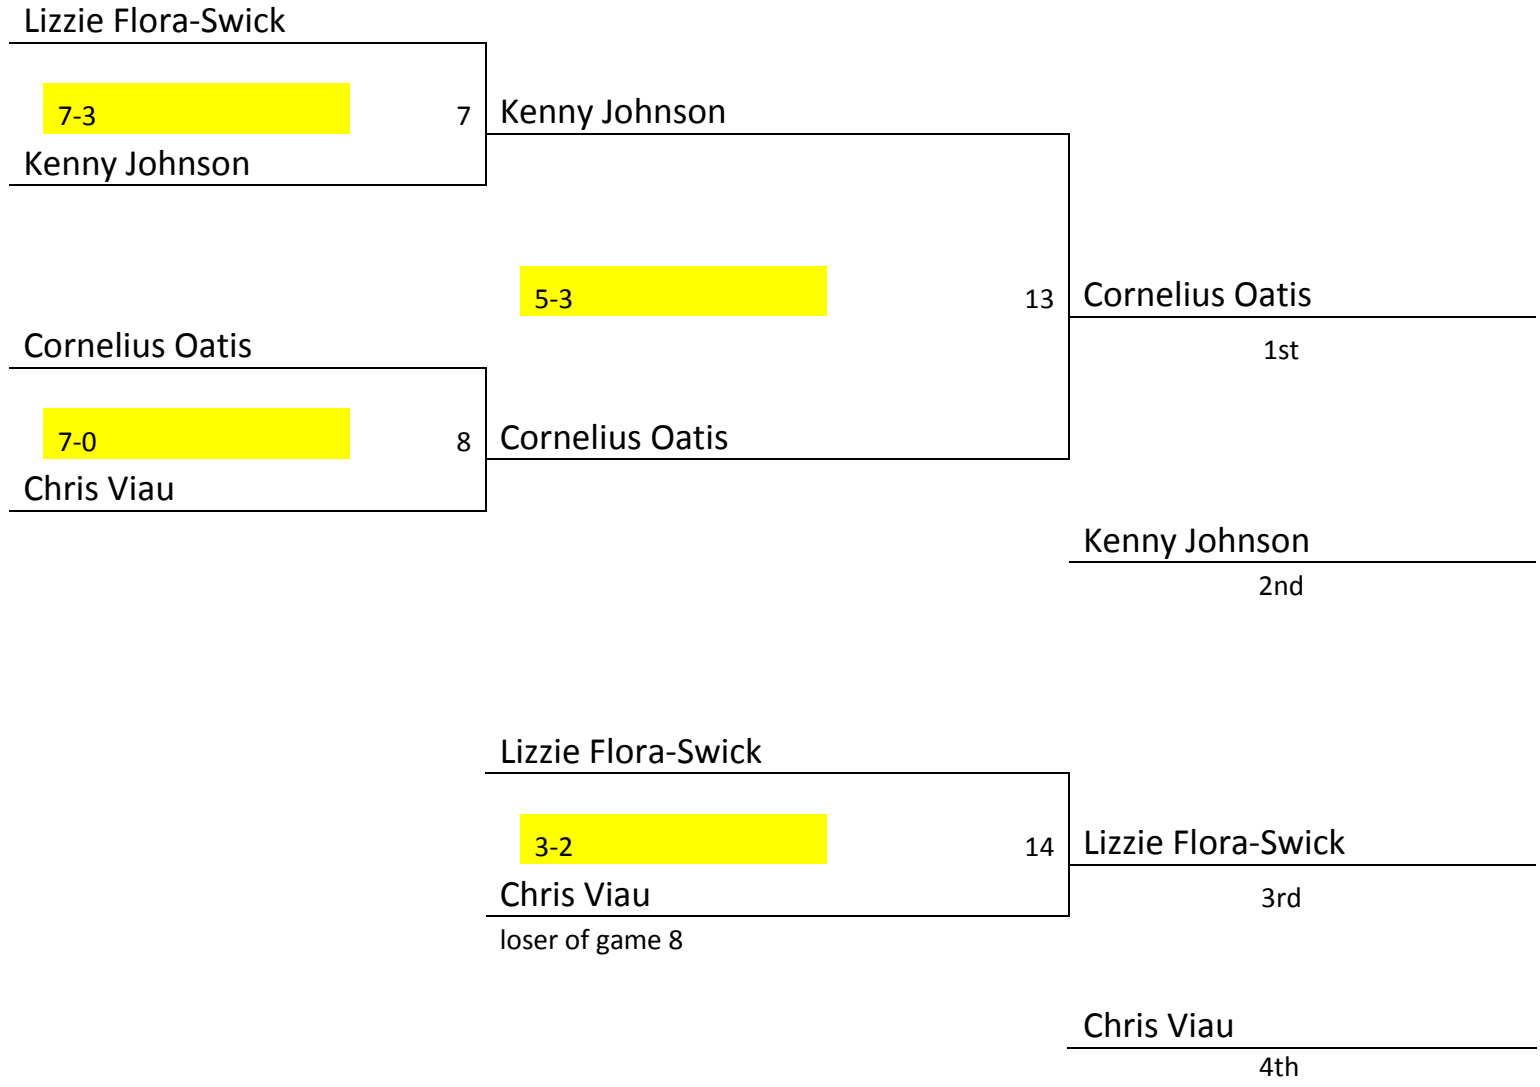 Lizzie Flora-Swick
7-3
7
Kenny Johnson
Kenny Johnson
5-3
13
Cornelius Oatis
1st
Cornelius Oatis
7-0
8
Cornelius Oatis
Chris Viau
Kenny Johnson
2nd
Lizzie Flora-Swick
3-2
14
Lizzie Flora-Swick
Chris Viau
3rd
loser of game 8
Chris Viau
4th